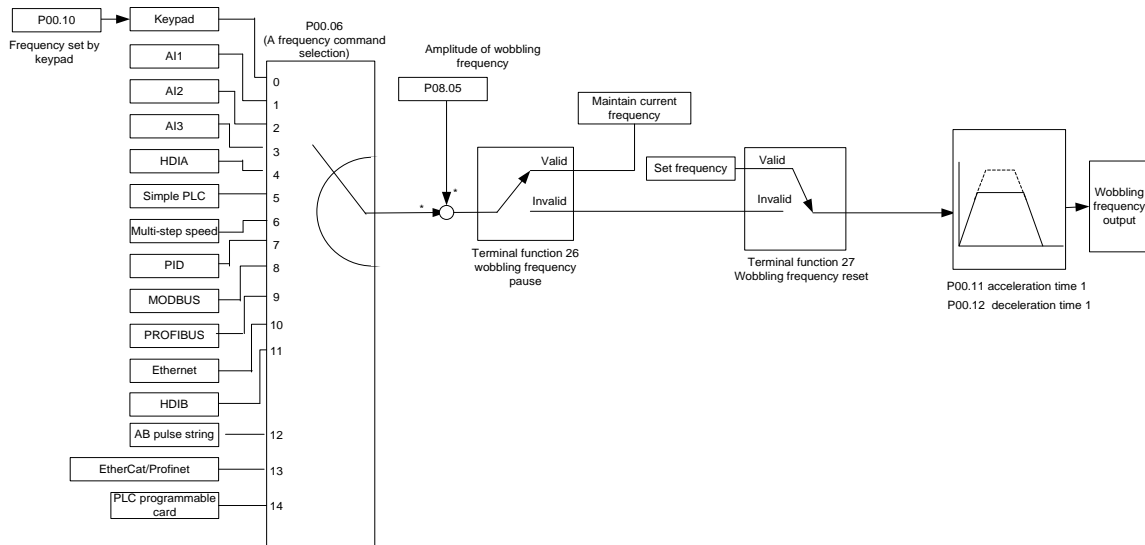 P00.10
Frequency set by
keypad
Keypad
AI1
AI2
AI3
HDIA
Simple PLC
Multi-step speed
PID
MODBUS
PROFIBUS
Ethernet
HDIB
AB pulse string
EtherCat/Profinet
PLC programmable
card
P00.06
(A frequency command
selection)
0
1
2
3
4
5
6
7
8
9
10
11
12
13
14
Amplitude of wobbling
frequency
P08.05
*
*
Maintain current
frequency
Valid
Invalid
Terminal function 26
wobbling frequency
pause
Set frequency
Valid
Invalid
Terminal function 27
Wobbling frequency reset
P00.11 acceleration time 1
P00.12 deceleration time 1
Wobbling
frequency
output